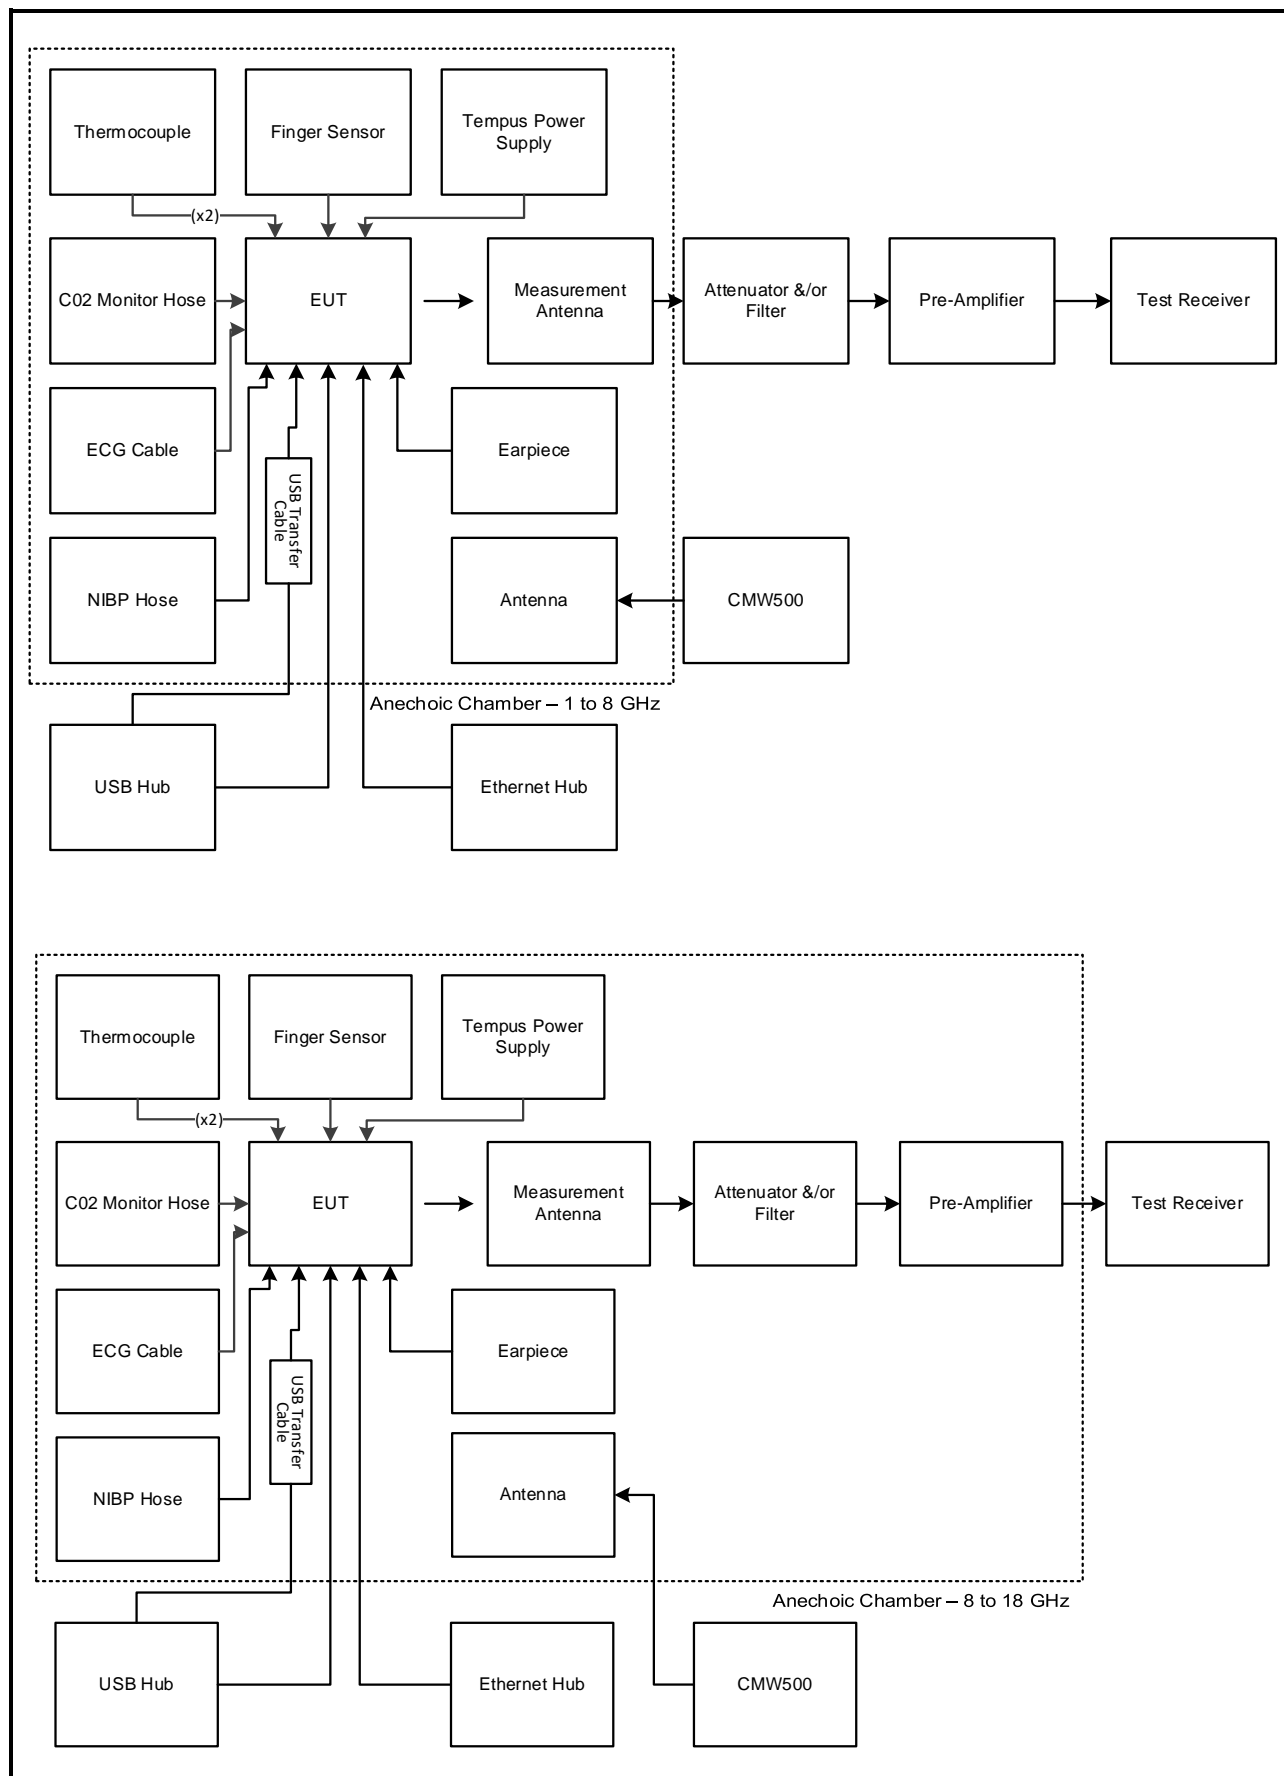 Thermocouple
Finger Sensor
Tempus Power
Supply
(x2)
C02 Monitor Hose
EUT
Measurement
Antenna
Attenuator &/or
Filter
Pre-Amplifier
Test Receiver
ECG Cable
USB Transfer
Cable
Earpiece
NIBP Hose
Antenna
CMW500
Anechoic Chamber – 1 to 8 GHz
USB Hub
Ethernet Hub
Thermocouple
Finger Sensor
Tempus Power
Supply
(x2)
C02 Monitor Hose
EUT
Measurement
Antenna
Attenuator &/or
Filter
Pre-Amplifier
Test Receiver
ECG Cable
USB Transfer
Cable
Earpiece
NIBP Hose
Antenna
Anechoic Chamber – 8 to 18 GHz
USB Hub
Ethernet Hub
CMW500